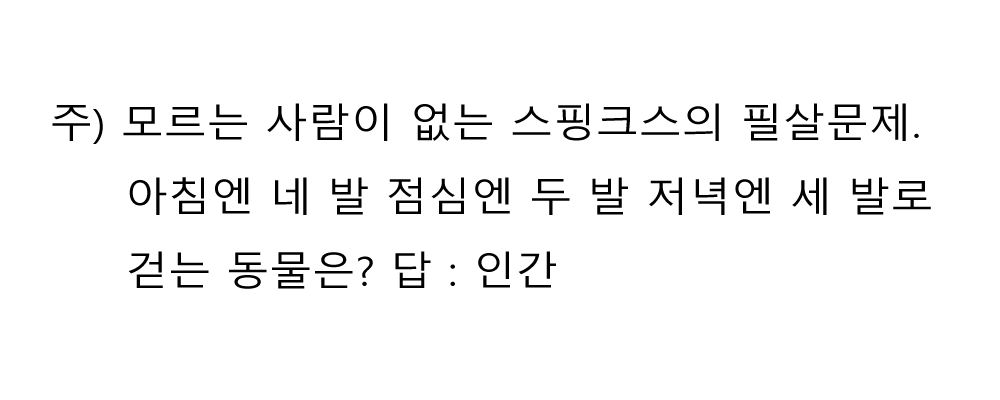 주) 모르는 사람이 없는 스핑크스의 필살문제.
아침엔 네 발 점심엔 두 발 저녁엔 세 발로
걷는 동물은? 답 : 인간